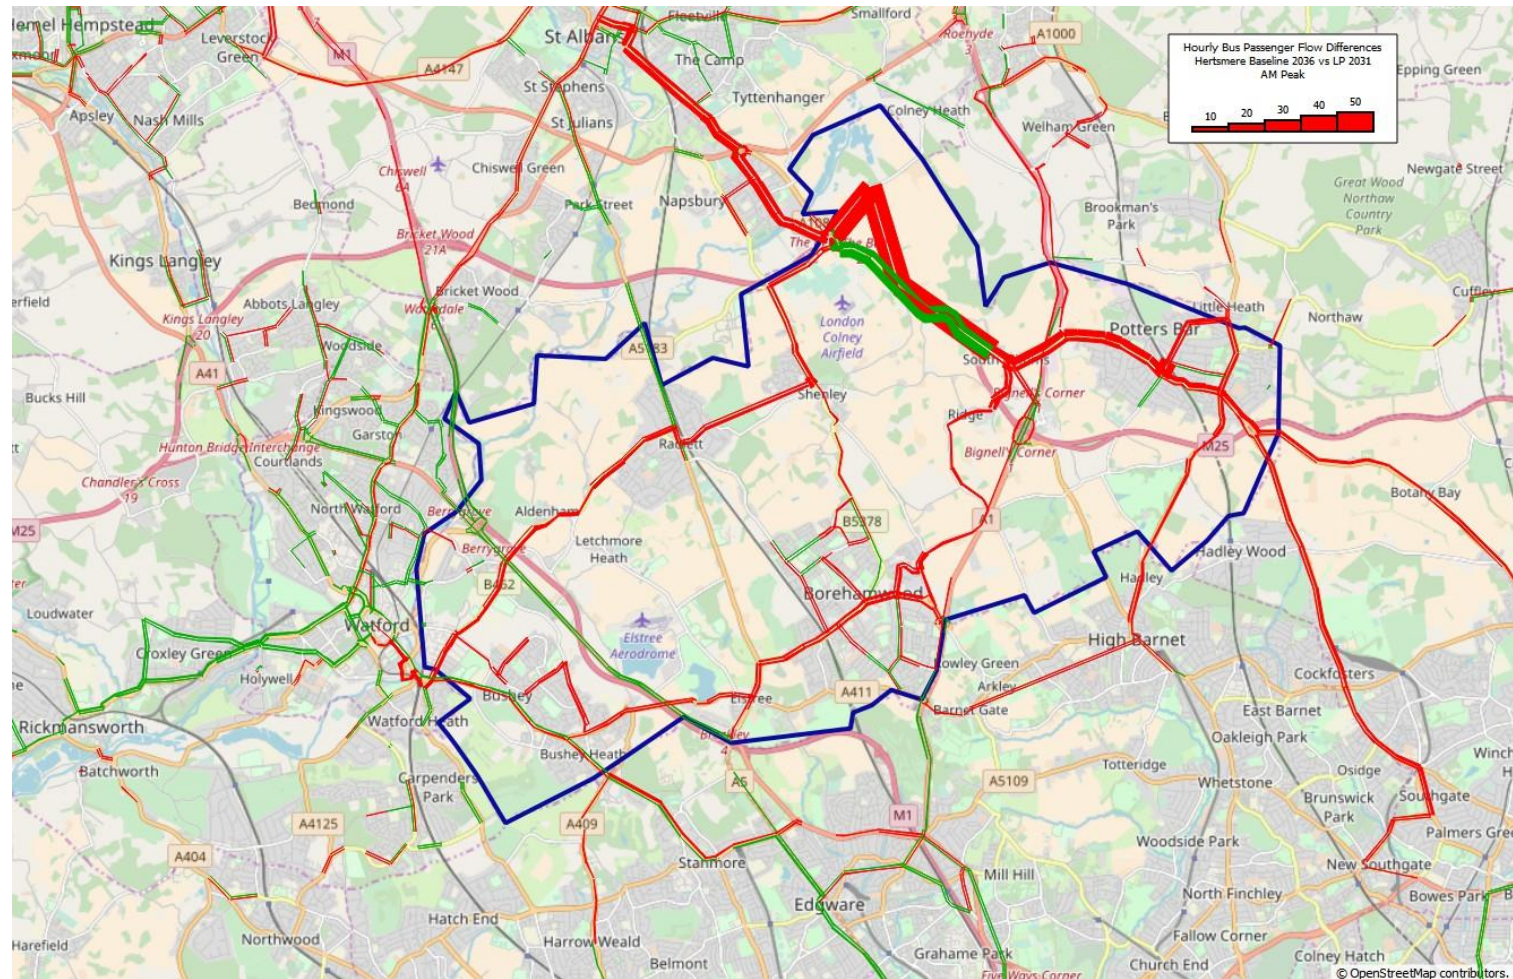 Hourly Bus Passenger Flow Differences
Hertsmere Baseline 2036 vs LP 2031
AM Peak
10 20 30 40 50
Hemel Hempstead
Leverstock
Green
M1
A4147
St Albans
Fleetville
Smallford
Roehyde
3
A1000
Epping Green
The Camp
St Stephens
Tyttenhanger
Colney Heath
Welham Green
Apsley
Nash Mills
St Julians
Newgate Street
Chiswell Green
Chiswell
6A
Bedmond
Park Street
Napsbury
Brookman's
Park
Great Wood
Northaw
Country
Park
Bricket Wood
21A
Kings Langley
Abbots Langley
Bricket Wood
Little Heath
Cuffley
Northaw
Kings Langley
20
London
Colney
Airfield
Potters Bar
Woodside
A41
Shenley
Ridge
Bignell's Corner
Bucks Hill
Kingswood
Garston
Radlett
Hunton Bridge Interchange
Courtlands
Bignell's Corner
M25
Chandler's Cross
19
North Watford
Aldenham
Botany Bay
M25
B5378
A1
Letchmore
Heath
Berrygrove
Hadley Wood
B462
Borehamwood
Hadley
Loudwater
Watford
Elstree
Aerodrome
High Barnet
Croxley Green
Holywell
Rowley Green
Arkley
Cockfosters
Bushey
Elstree
A411
Barnet Gate
East Barnet
Watford Heath
Rickmansworth
Oakleigh Park
Bushey Heath
Batchworth
Carpenders
Park
A5
A5109
Totteridge
Whetstone
Osidge
Southgate
Brunswick
Park
A4125
A409
M1
Woodside Park
A404
Stanmore
New Southgate
Mill Hill
Edgware
North Finchley
Bowes Park
Hatch End
Harefield
Northwood
Harrow Weald
Belmont
Grahame Park
Fallow Corner
Church End
Colney Hatch
Five Ways Corner
© OpenStreetMap contributors.